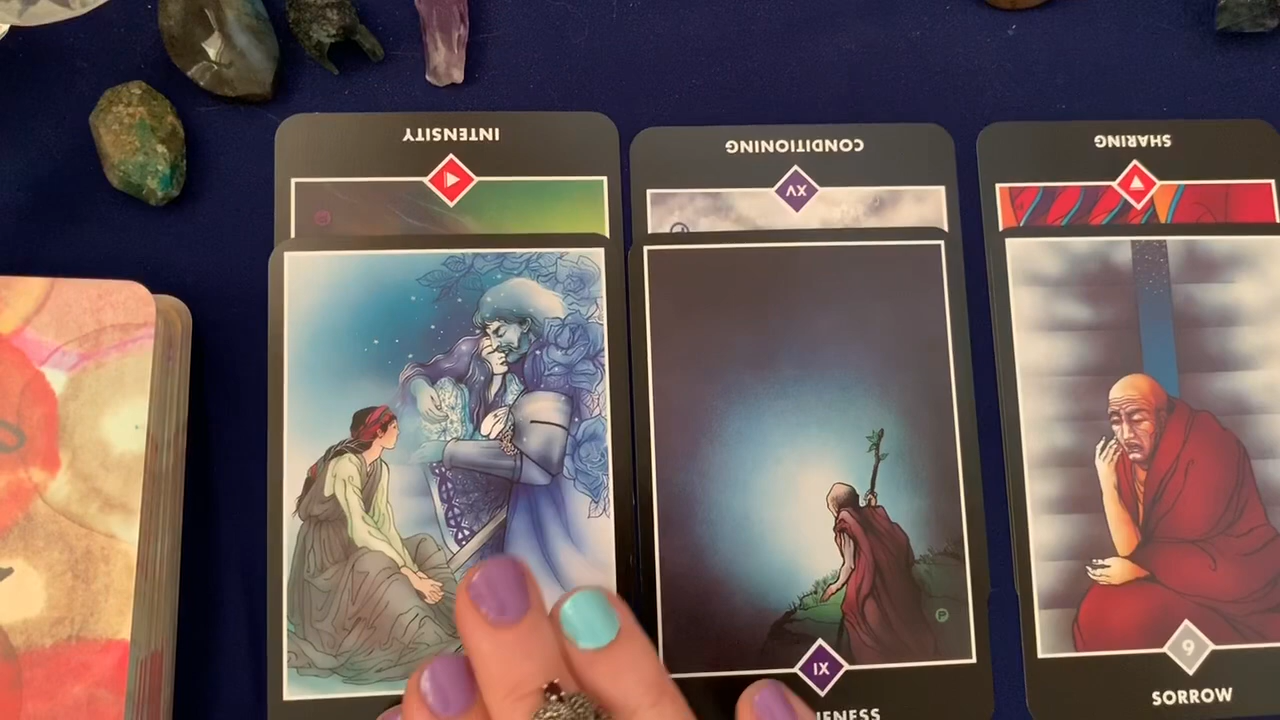 INTENSITY
CONDITIONING
XV
SHARING
IX
9
SORROW